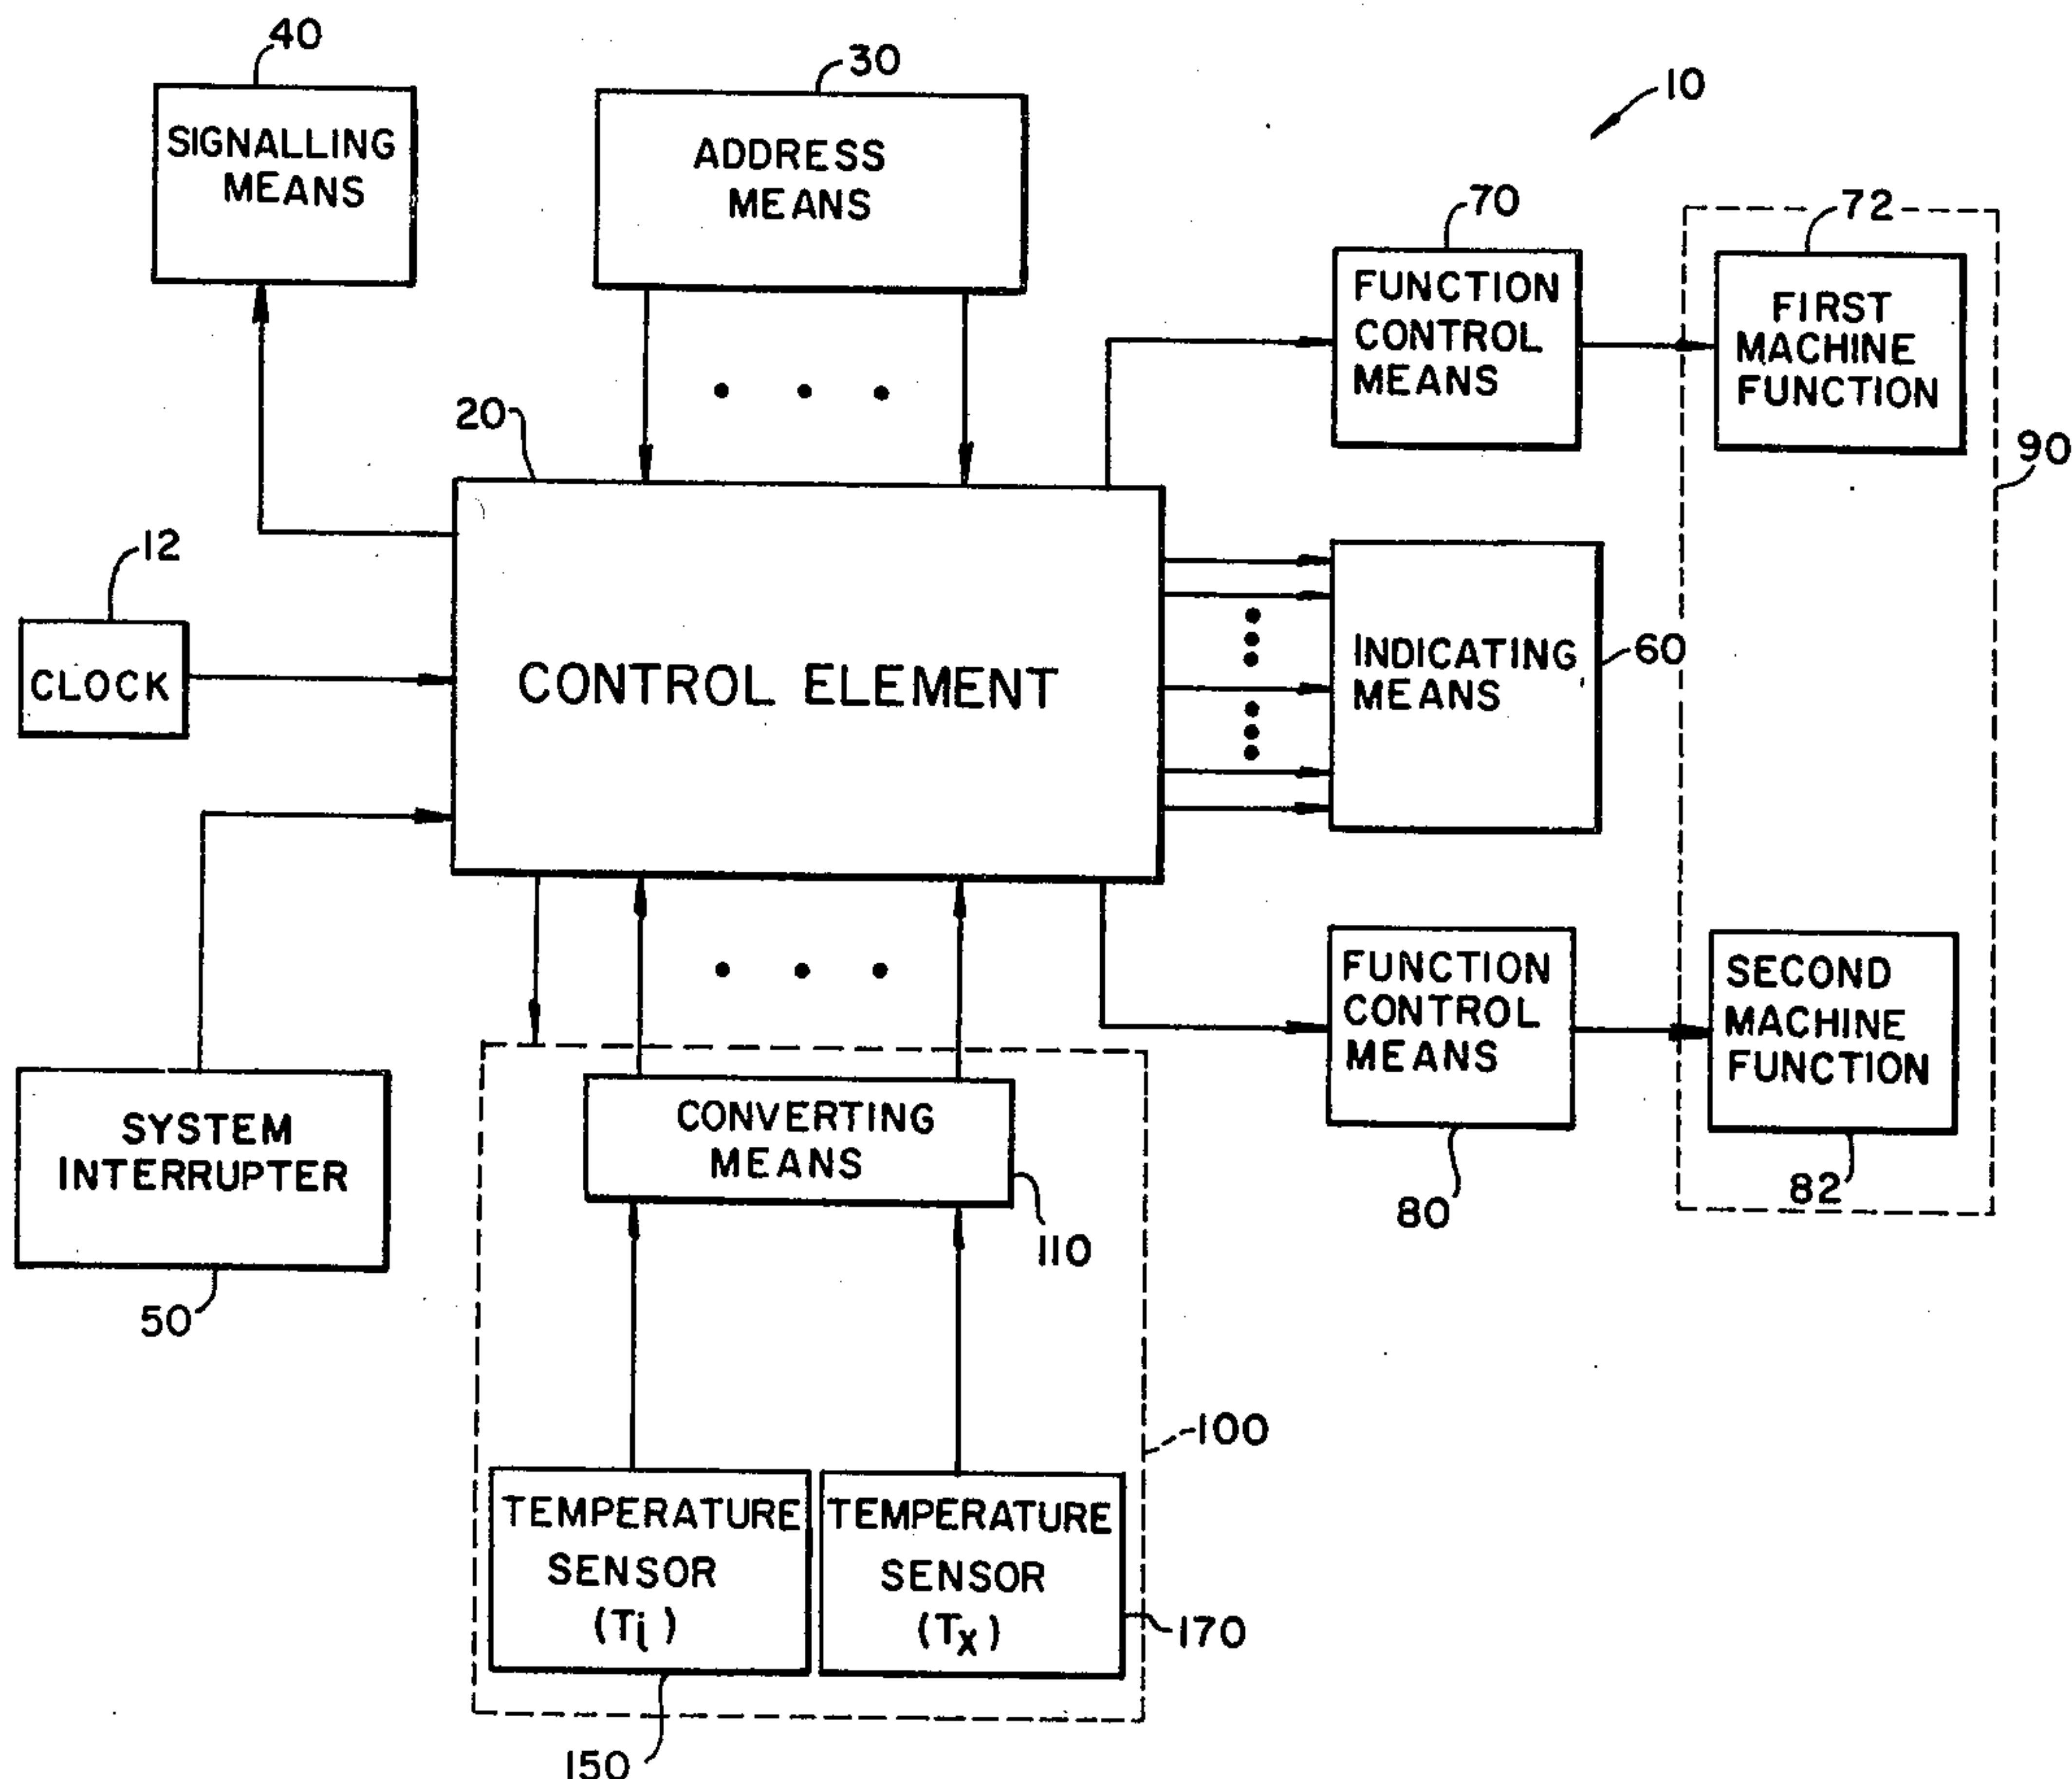 40
SIGNALLING
MEANS
30
ADDRESS
MEANS
10
70
FUNCTION
CONTROL
MEANS
72
FIRST
MACHINE
FUNCTION
90
20
CONTROL ELEMENT
12
CLOCK
INDICATING
MEANS
60
SYSTEM
INTERRUPTER
50
CONVERTING
MEANS
110
FUNCTION
CONTROL
MEANS
80
SECOND
MACHINE
FUNCTION
82
100
TEMPERATURE
SENSOR
(Ti)
150
TEMPERATURE
SENSOR
(Tx)
170